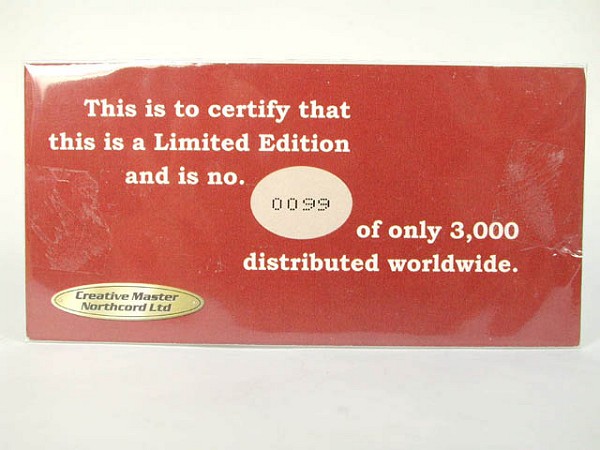 This is to certify that
this is a Limited Edition
and is no.
0099
of only 3,000
distributed worldwide.
Creative Master
Northcord Ltd